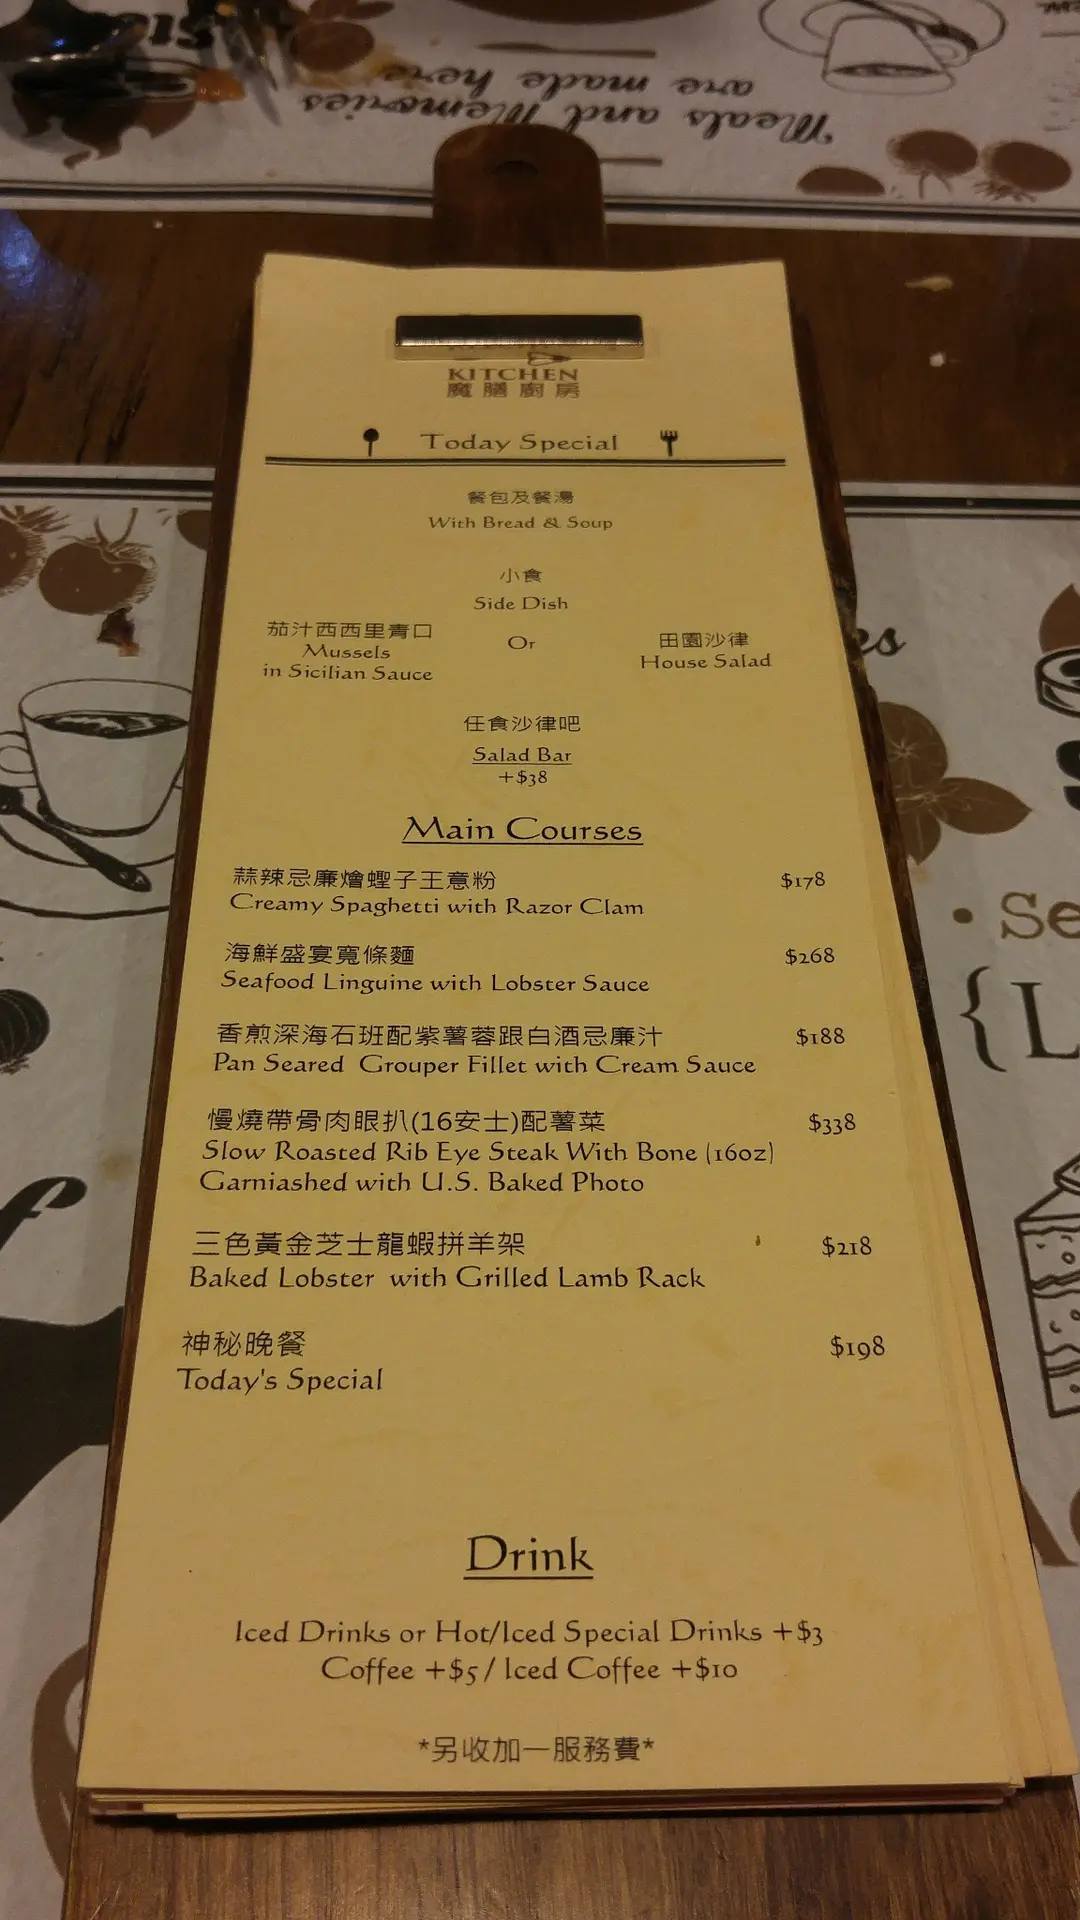 Meals and Memories
are made here
KITCHEN
魔膳廚房
Today Special
餐包及餐湯
With Bread & Soup
小食
Side Dish
茄汁西西里青口
Mussels
in Sicilian Sauce
Or
田園沙律
House Salad
任食沙律吧
Salad Bar
+$38
Main Courses
蒜辣忌廉燴蟶子王意粉 $178
Creamy Spaghetti with Razor Clam
海鮮盛宴寬條麵 $268
Seafood Linguine with Lobster Sauce
香煎深海石班配紫薯蓉跟白酒忌廉汁 $188
Pan Seared Grouper Fillet with Cream Sauce
慢燒帶骨肉眼扒(16安士)配薯菜 $338
Slow Roasted Rib Eye Steak With Bone (16oz)
Garniashed with U.S. Baked Photo
三色黃金芝士龍蝦拼羊架 $218
Baked Lobster with Grilled Lamb Rack
神秘晚餐 $198
Today's Special
Drink
Iced Drinks or Hot/Iced Special Drinks +$3
Coffee +$5 / Iced Coffee +$10
*另收加一服務費*